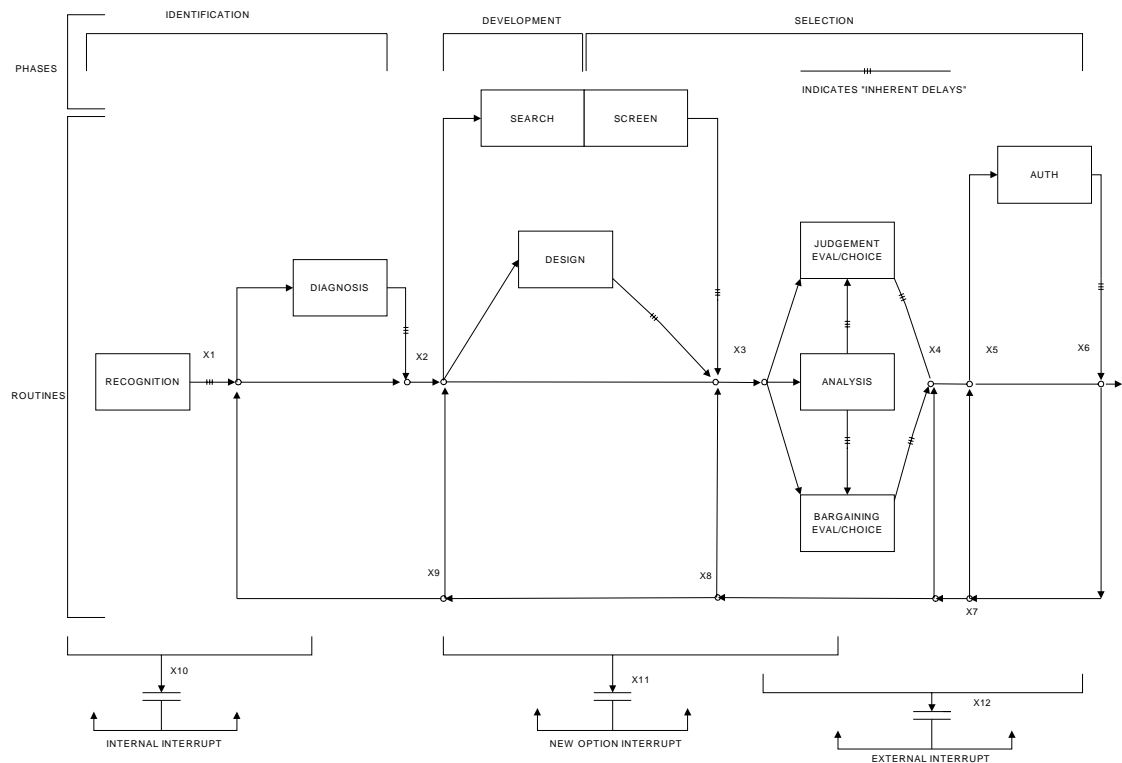 IDENTIFICATION
DEVELOPMENT
SELECTION
PHASES
INDICATES "INHERENT DELAYS"
SEARCH
SCREEN
AUTH
JUDGEMENT
EVAL/CHOICE
DESIGN
DIAGNOSIS
X1
X2
X3
X4
X5
X6
RECOGNITION
ANALYSIS
ROUTINES
BARGAINING
EVAL/CHOICE
X9
X8
X7
X10
X11
X12
INTERNAL INTERRUPT
NEW OPTION INTERRUPT
EXTERNAL INTERRUPT